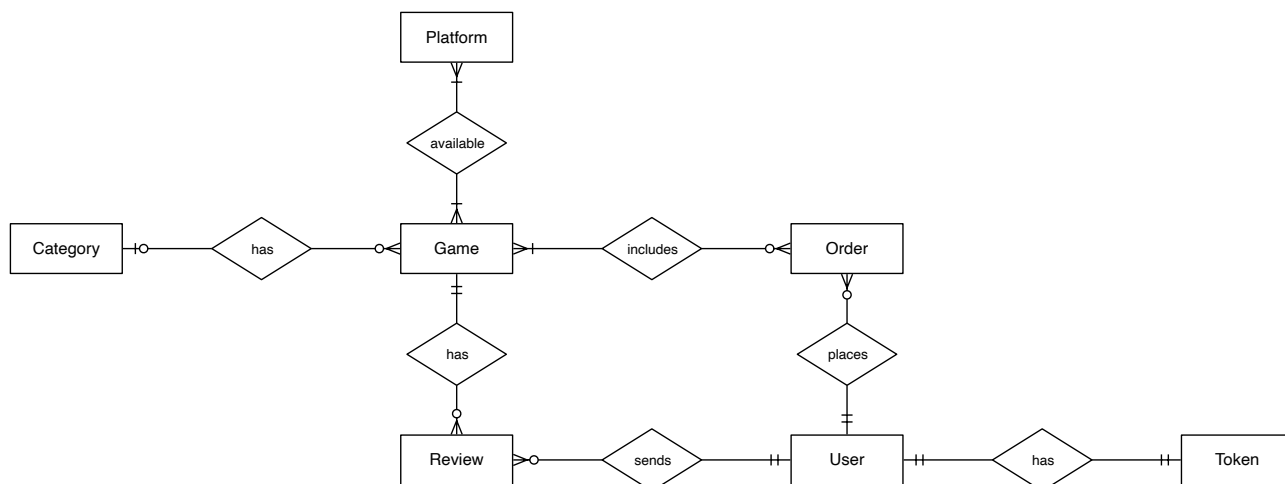 Platform
available
Category
has
Game
includes
Order
has
places
Review
sends
User
has
Token